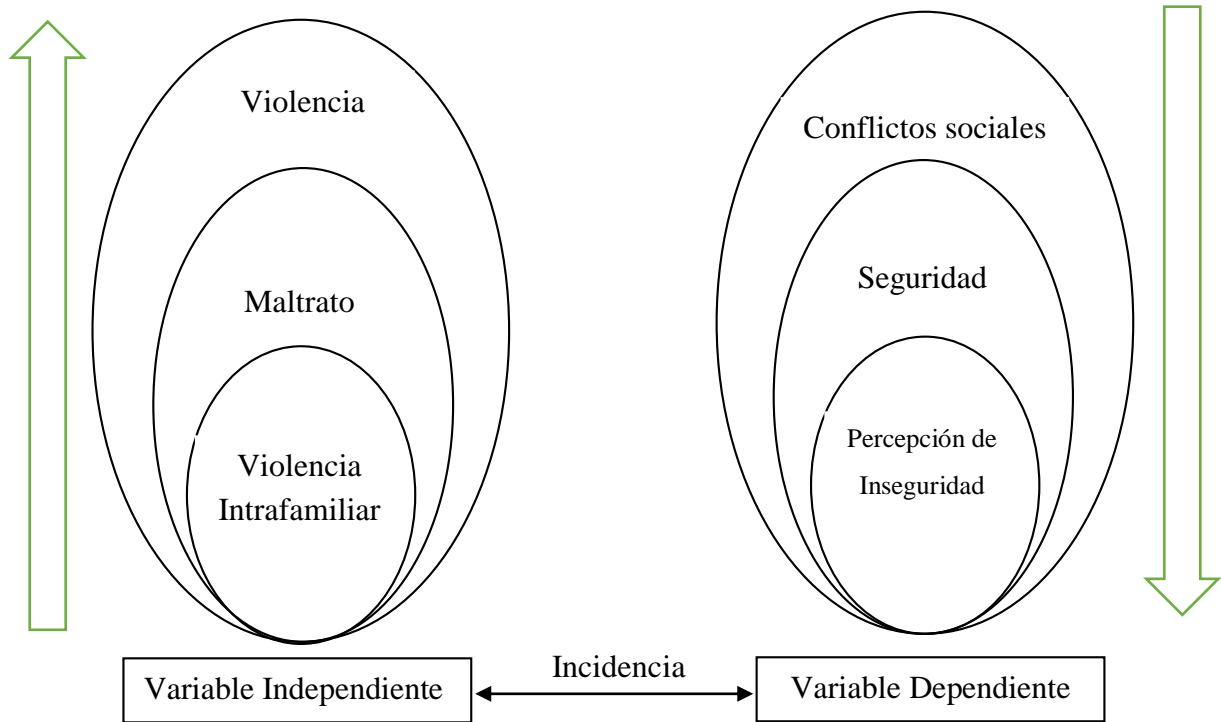 Violencia
Maltrato
Violencia
Intrafamiliar
Variable Independiente
Incidencia
Conflictos sociales
Seguridad
Percepción de
Inseguridad
Variable Dependiente